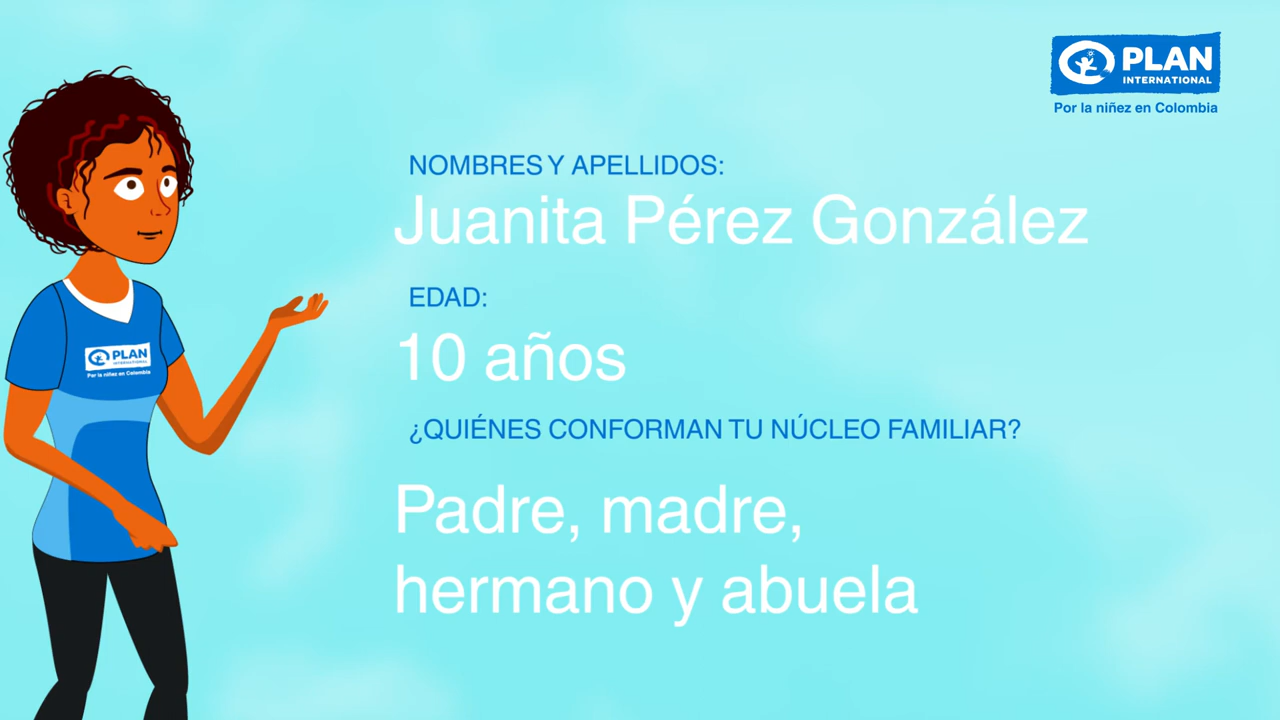 PLAN
INTERNATIONAL
Por la niñez en Colombia
NOMBRES Y APELLIDOS:
Juanita Pérez González
EDAD:
10 años
PLAN
INTERNATIONAL
Por la niñez en Colombia
¿QUIÉNES CONFORMAN TU NÚCLEO FAMILIAR?
Padre, madre,
hermano y abuela